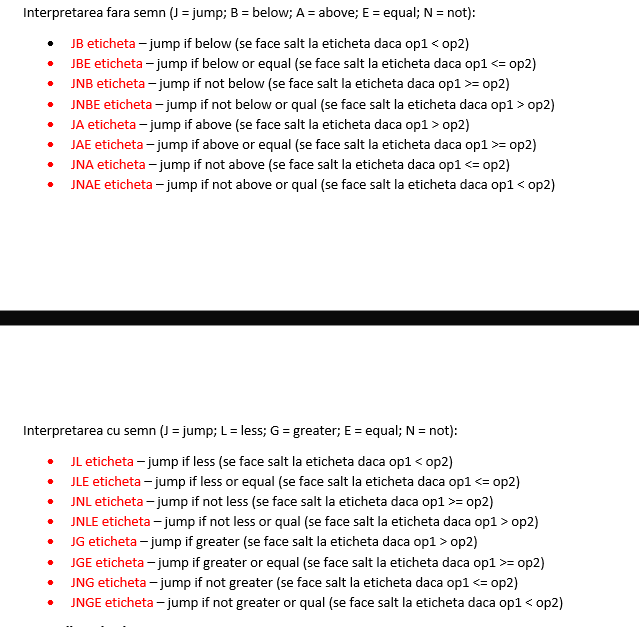 Interpretarea fara semn (J = jump; B = below; A = above; E = equal; N = not):
• JB eticheta – jump if below (se face salt la eticheta daca op1 < op2)
• JBE eticheta – jump if below or equal (se face salt la eticheta daca op1 <= op2)
• JNB eticheta – jump if not below (se face salt la eticheta daca op1 >= op2)
• JNBE eticheta – jump if not below or qual (se face salt la eticheta daca op1 > op2)
• JA eticheta – jump if above (se face salt la eticheta daca op1 > op2)
• JAE eticheta – jump if above or equal (se face salt la eticheta daca op1 >= op2)
• JNA eticheta – jump if not above (se face salt la eticheta daca op1 <= op2)
• JNAE eticheta – jump if not above or qual (se face salt la eticheta daca op1 < op2)
Interpretarea cu semn (J = jump; L = less; G = greater; E = equal; N = not):
• JL eticheta – jump if less (se face salt la eticheta daca op1 < op2)
• JLE eticheta – jump if less or equal (se face salt la eticheta daca op1 <= op2)
• JNL eticheta – jump if not less (se face salt la eticheta daca op1 >= op2)
• JNLE eticheta – jump if not less or qual (se face salt la eticheta daca op1 > op2)
• JG eticheta – jump if greater (se face salt la eticheta daca op1 > op2)
• JGE eticheta – jump if greater or equal (se face salt la eticheta daca op1 >= op2)
• JNG eticheta – jump if not greater (se face salt la eticheta daca op1 <= op2)
• JNGE eticheta – jump if not greater or qual (se face salt la eticheta daca op1 < op2)